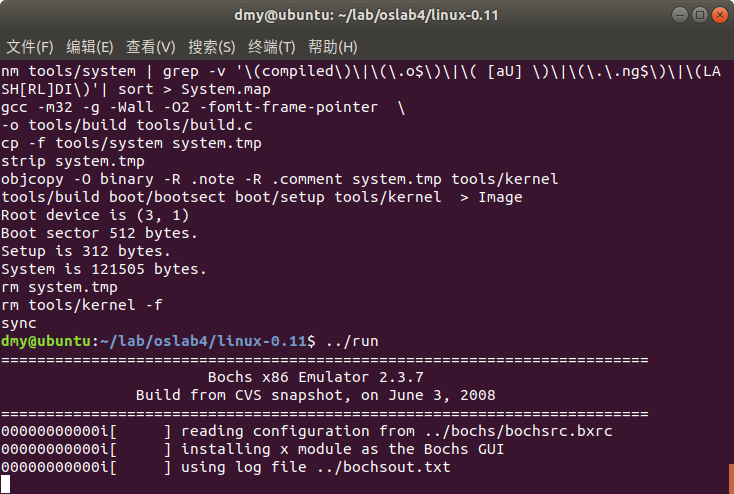 dmy@ubuntu: ~/lab/oslab4/linux-0.11
文件(F) 编辑(E) 查看(V) 搜索(S) 终端(T) 帮助(H)
nm tools/system | grep -v '\(compiled\)\|\(\.o$\)\|\( [aU] \)\|\(\.\.ng$\)\|\(LA
SH[RL]DI\)'| sort > System.map
gcc -m32 -g -Wall -O2 -fomit-frame-pointer  \
-o tools/build tools/build.c
cp -f tools/system system.tmp
strip system.tmp
objcopy -O binary -R .note -R .comment system.tmp tools/kernel
tools/build boot/bootsect boot/setup tools/kernel  > Image
Root device is (3, 1)
Boot sector 512 bytes.
Setup is 312 bytes.
System is 121505 bytes.
rm system.tmp
rm tools/kernel -f
sync
dmy@ubuntu:~/lab/oslab4/linux-0.11$ ../run
========================================================================
                       Bochs x86 Emulator 2.3.7
               Build from CVS snapshot, on June 3, 2008
========================================================================
00000000000i[     ] reading configuration from ../bochs/bochsrc.bxrc
00000000000i[     ] installing x module as the Bochs GUI
00000000000i[     ] using log file ../bochsout.txt